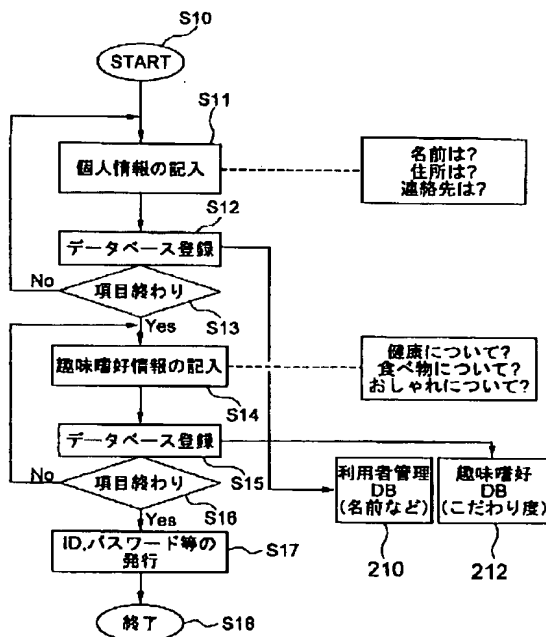 S10
START
S11
個人情報の記入
名前は?
住所は?
連絡先は?
S12
データベース登録
No
項目終わり
S13
Yes
趣味嗜好情報の記入
S14
健康について?
食べ物について?
おしゃれについて?
データベース登録
S15
No
項目終わり
S16
Yes
利用者管理
DB
(名前など)
210
趣味嗜好
DB
(こだわり度)
212
ID,パスワード等の
発行
S17
終了
S18